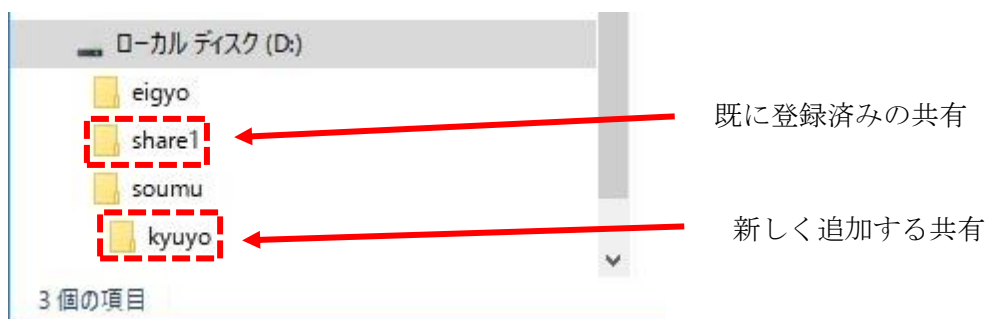 ローカル ディスク (D:)
eigyo
share1
既に登録済みの共有
soumu
kyuyo
新しく追加する共有
3 個の項目